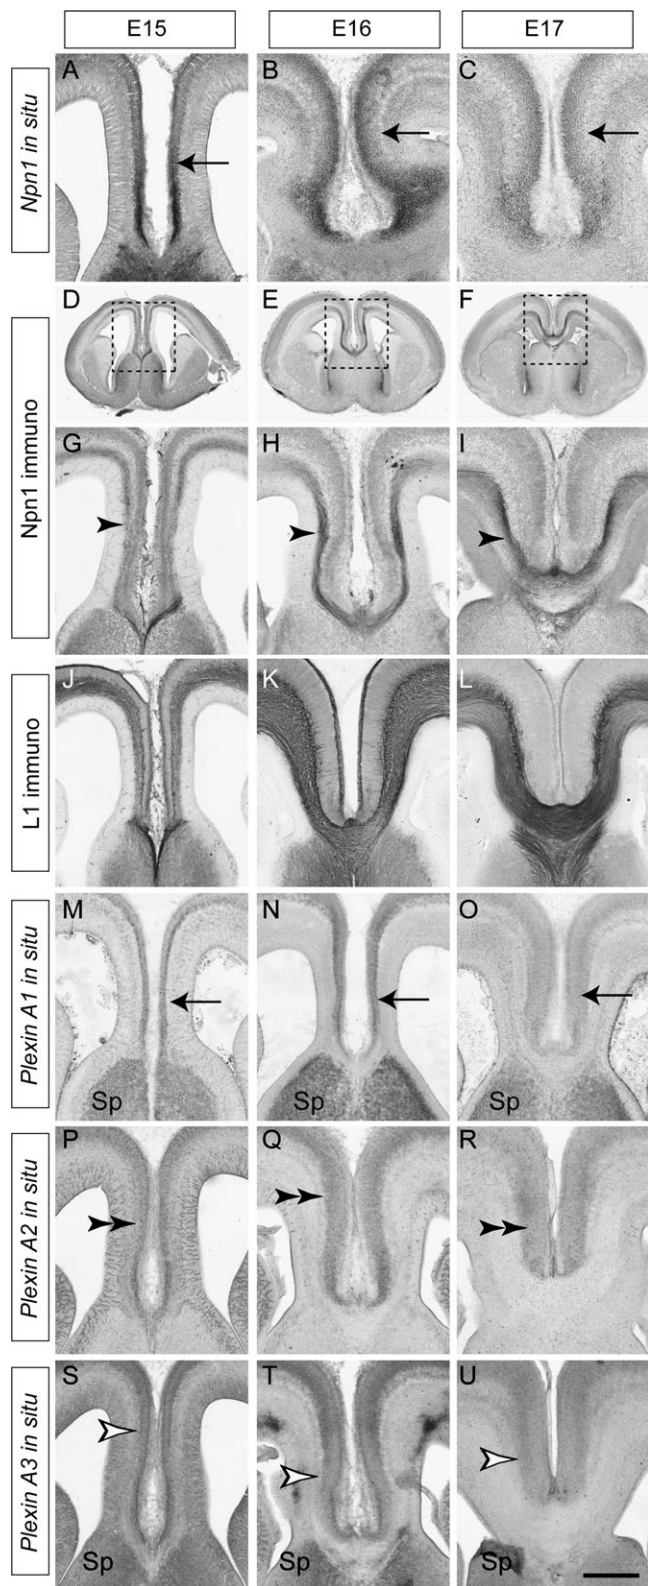 E15 E16 E17
Npn1 in situ
A B C
Npn1 immuno
D E F
G H I
L1 immuno
J K L
Plexin A1 in situ
M N O
Sp Sp
Plexin A2 in situ
P Q R
Plexin A3 in situ
S T U
Sp Sp Sp